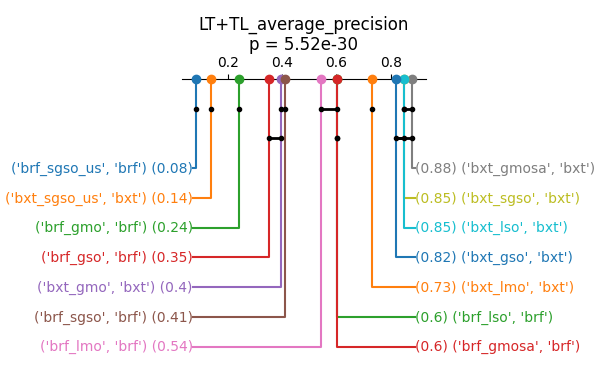 LT+TL_average_precision
p = 5.52e-30
0.2 0.4 0.6 0.8
('brf_sgso_us', 'brf') (0.08) (0.88) ('bxt_gmosa', 'bxt')
('bxt_sgso_us', 'bxt') (0.14) (0.85) ('bxt_sgso', 'bxt')
('brf_gmo', 'brf') (0.24) (0.85) ('bxt_lso', 'bxt')
('brf_gso', 'brf') (0.35) (0.82) ('bxt_gso', 'bxt')
('bxt_gmo', 'bxt') (0.4) (0.73) ('bxt_lmo', 'bxt')
('brf_sgso', 'brf') (0.41) (0.6) ('brf_lso', 'brf')
('brf_lmo', 'brf') (0.54) (0.6) ('brf_gmosa', 'brf')